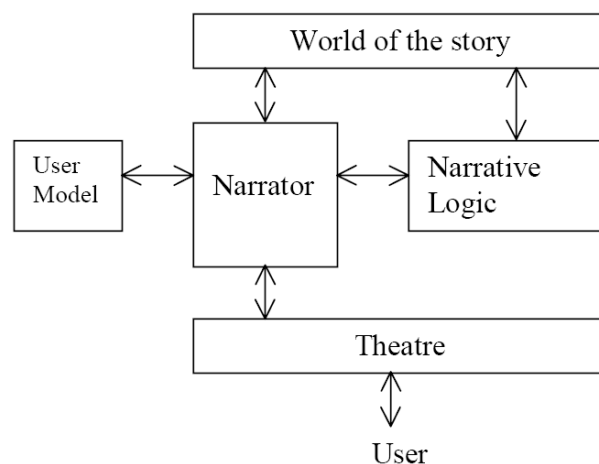 World of the story
User
Model
Narrator
Narrative
Logic
Theatre
User